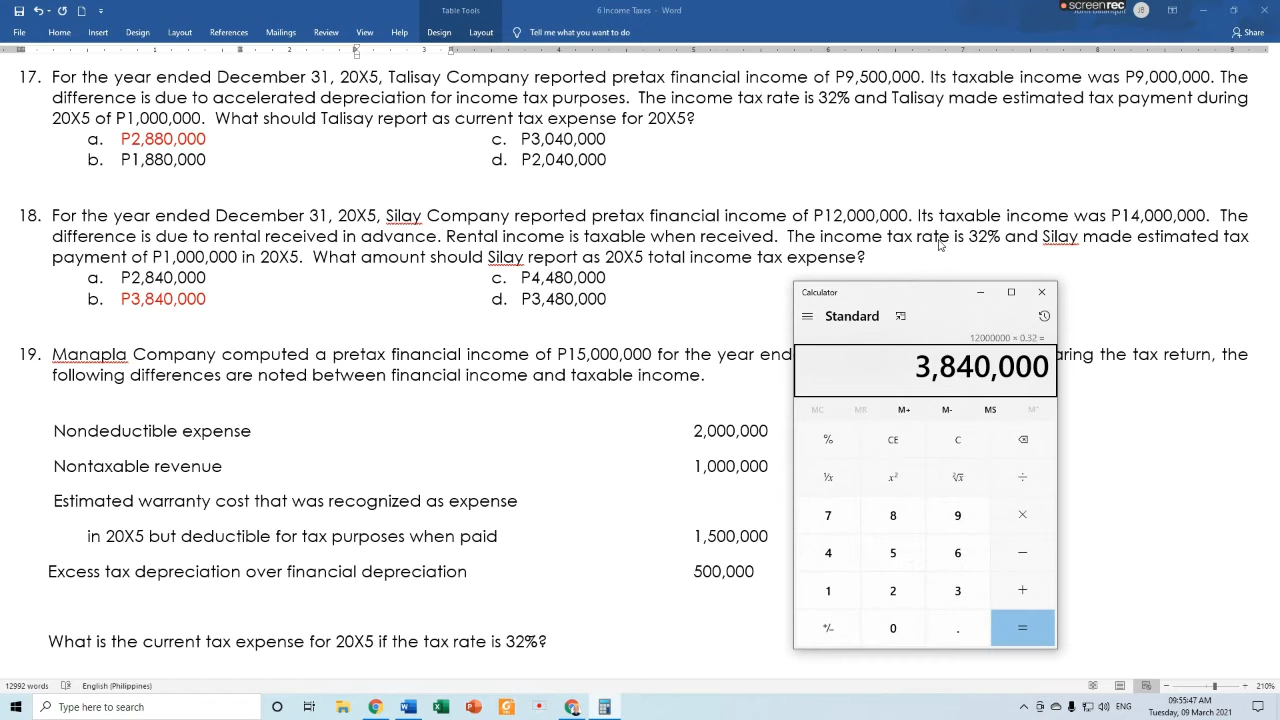 Table Tools
6 Income Taxes - Word
screenrec
JB
File Home Insert Design Layout References Mailings Review View Help Design Layout Tell me what you want to do Share
1 2 4 5 6 7 8 9
17. For the year ended December 31, 20X5, Talisay Company reported pretax financial income of P9,500,000. Its taxable income was P9,000,000. The
difference is due to accelerated depreciation for income tax purposes. The income tax rate is 32% and Talisay made estimated tax payment during
20X5 of P1,000,000. What should Talisay report as current tax expense for 20X5?
a. P2,880,000 c. P3,040,000
b. P1,880,000 d. P2,040,000
18. For the year ended December 31, 20X5, Silay Company reported pretax financial income of P12,000,000. Its taxable income was P14,000,000. The
difference is due to rental received in advance. Rental income is taxable when received. The income tax rate is 32% and Silay made estimated tax
payment of P1,000,000 in 20X5. What amount should Silay report as 20X5 total income tax expense?
a. P2,840,000 c. P4,480,000
b. P3,840,000 d. P3,480,000
19. Manapla Company computed a pretax financial income of P15,000,000 for the year end aring the tax return, the
following differences are noted between financial income and taxable income.
Nondeductible expense 2,000,000
Nontaxable revenue 1,000,000
Estimated warranty cost that was recognized as expense
in 20X5 but deductible for tax purposes when paid 1,500,000
Excess tax depreciation over financial depreciation 500,000
What is the current tax expense for 20X5 if the tax rate is 32%?
Calculator
Standard
12000000 × 0.32 =
3,840,000
MC MR M+ M- MS M˅
% CE C
⅟x x² ²√x ÷
7 8 9 ×
4 5 6 −
1 2 3 +
+/− 0 . =
12992 words English (Philippines) 210%
Type here to search
ENG
09:55:47 AM
Tuesday, 09 March 2021